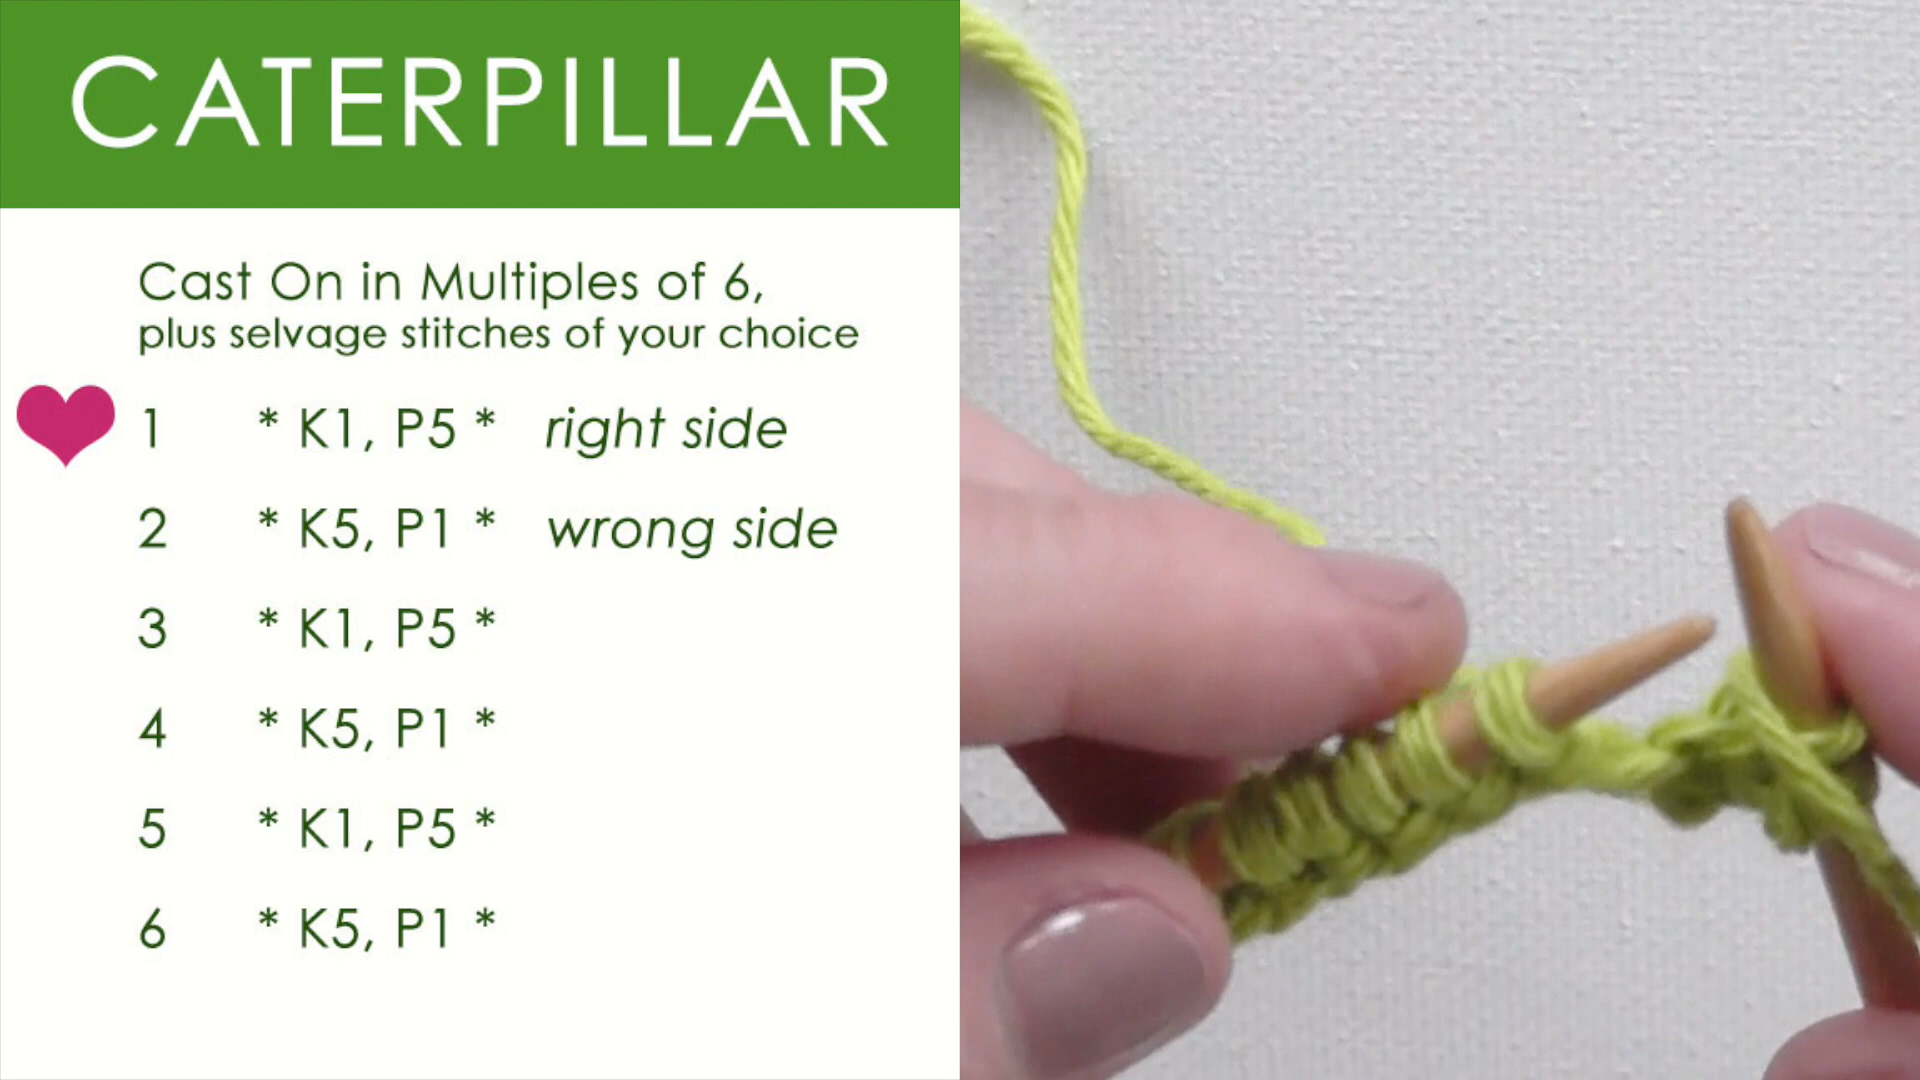 CATERPILLAR
Cast On in Multiples of 6,
plus selvage stitches of your choice
1 * K1, P5 * right side
2 * K5, P1 * wrong side
3 * K1, P5 *
4 * K5, P1 *
5 * K1, P5 *
6 * K5, P1 *